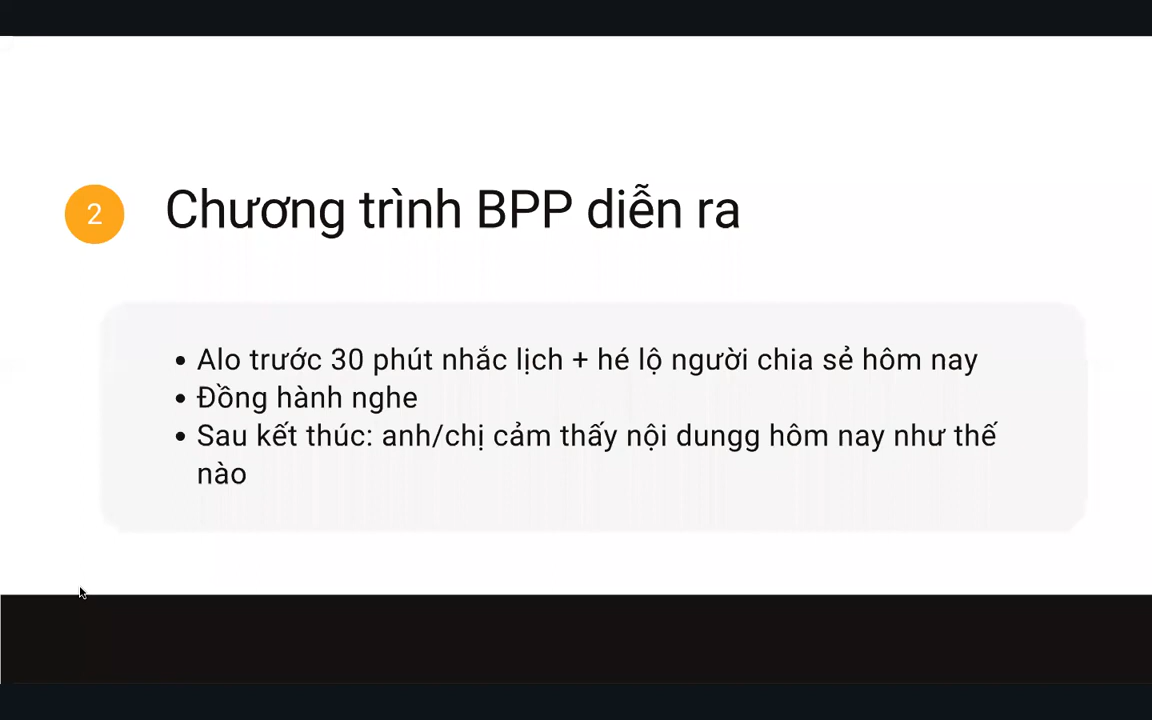 2
Chương trình BPP diễn ra
• Alo trước 30 phút nhắc lịch + hé lộ người chia sẻ hôm nay
• Đồng hành nghe
• Sau kết thúc: anh/chị cảm thấy nội dungg hôm nay như thế
nào